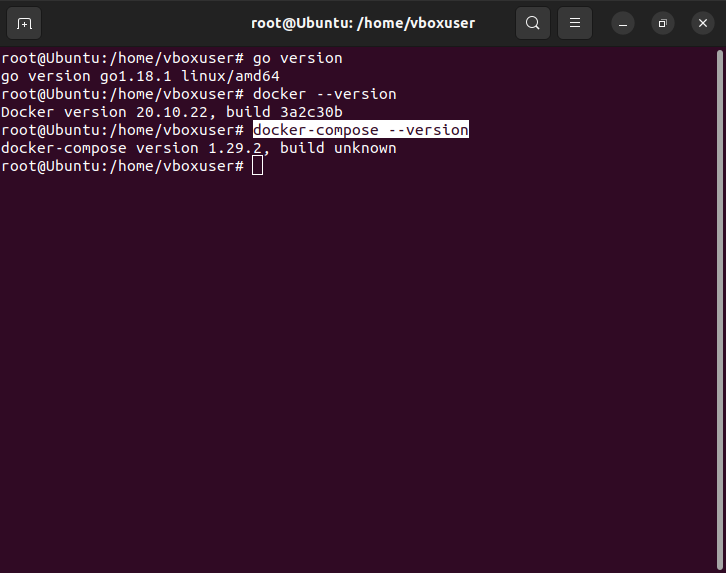 root@Ubuntu: /home/vboxuser
root@Ubuntu:/home/vboxuser# go version
go version go1.18.1 linux/amd64
root@Ubuntu:/home/vboxuser# docker --version
Docker version 20.10.22, build 3a2c30b
root@Ubuntu:/home/vboxuser# docker-compose --version
docker-compose version 1.29.2, build unknown
root@Ubuntu:/home/vboxuser#